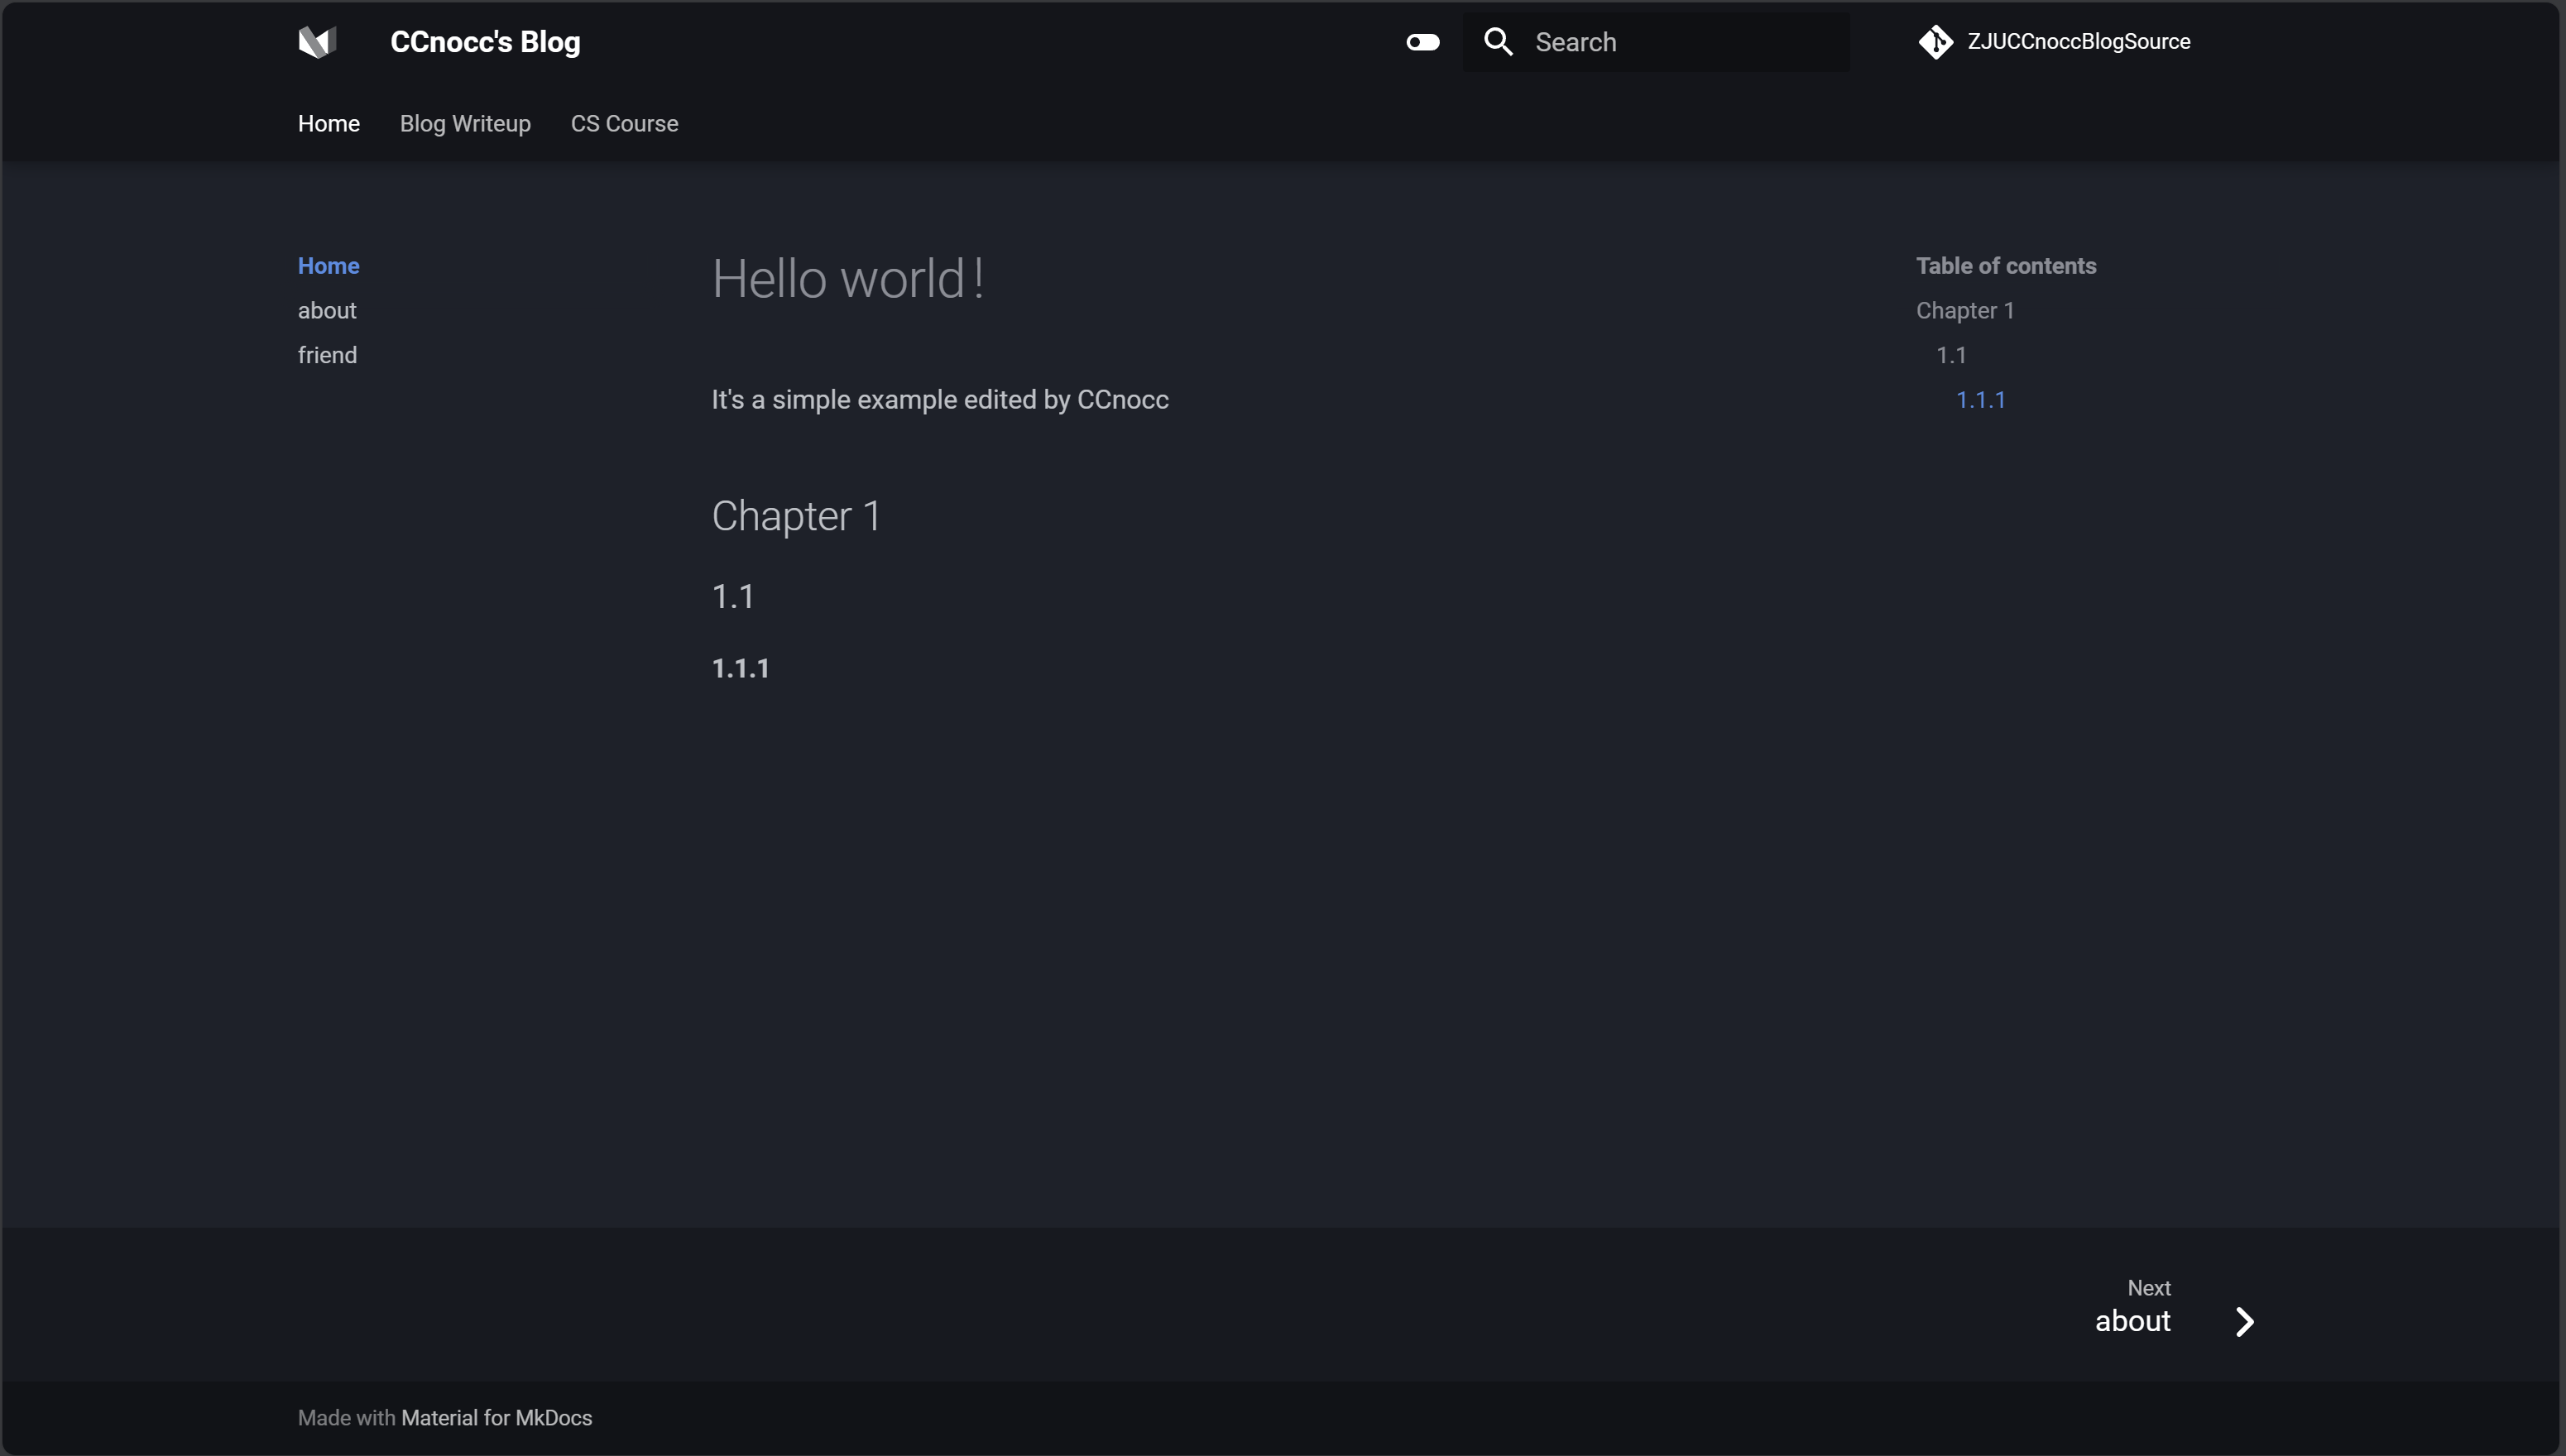 CCnocc's Blog
Search
ZJUCCnoccBlogSource
Home Blog Writeup CS Course
Home
about
friend
Hello world！
It's a simple example edited by CCnocc
Chapter 1
1.1
1.1.1
Table of contents
Chapter 1
1.1
1.1.1
Next
about
Made with Material for MkDocs